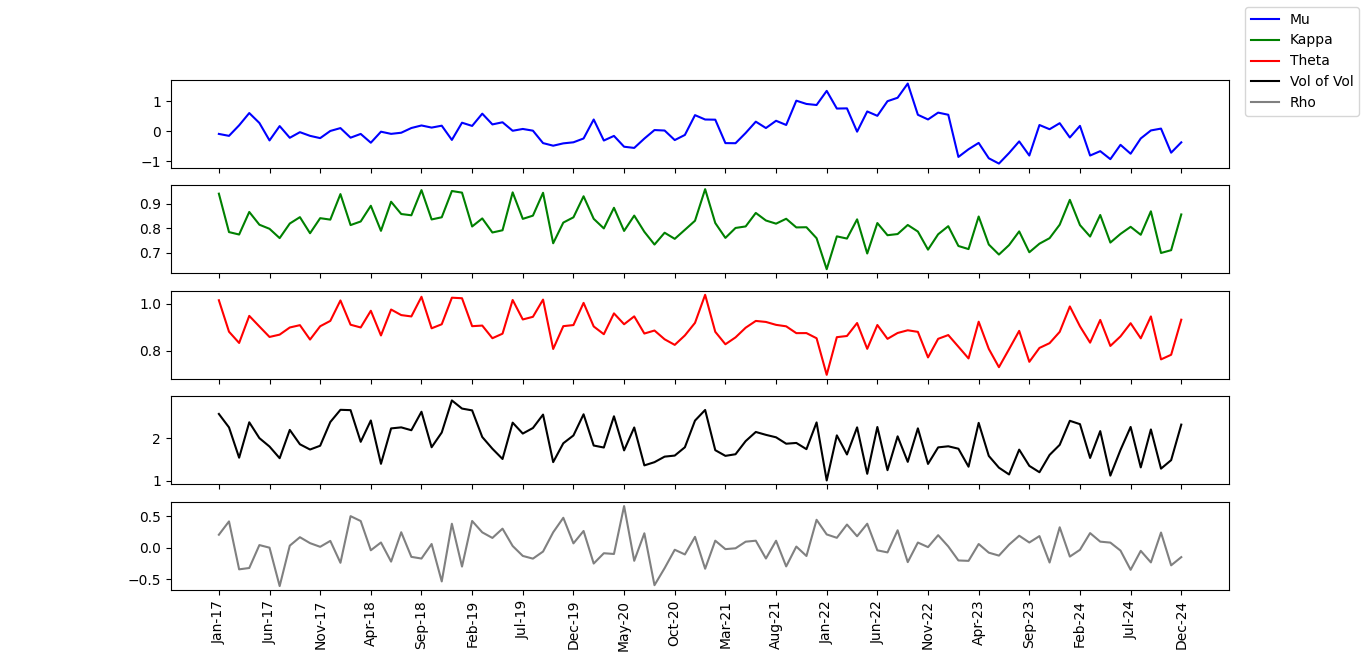 Mu
Kappa
Theta
Vol of Vol
Rho
1
0
−1
0.9
0.8
0.7
1.0
0.8
2
1
0.5
0.0
−0.5
Jan-17
Jun-17
Nov-17
Apr-18
Sep-18
Feb-19
Jul-19
Dec-19
May-20
Oct-20
Mar-21
Aug-21
Jan-22
Jun-22
Nov-22
Apr-23
Sep-23
Feb-24
Jul-24
Dec-24